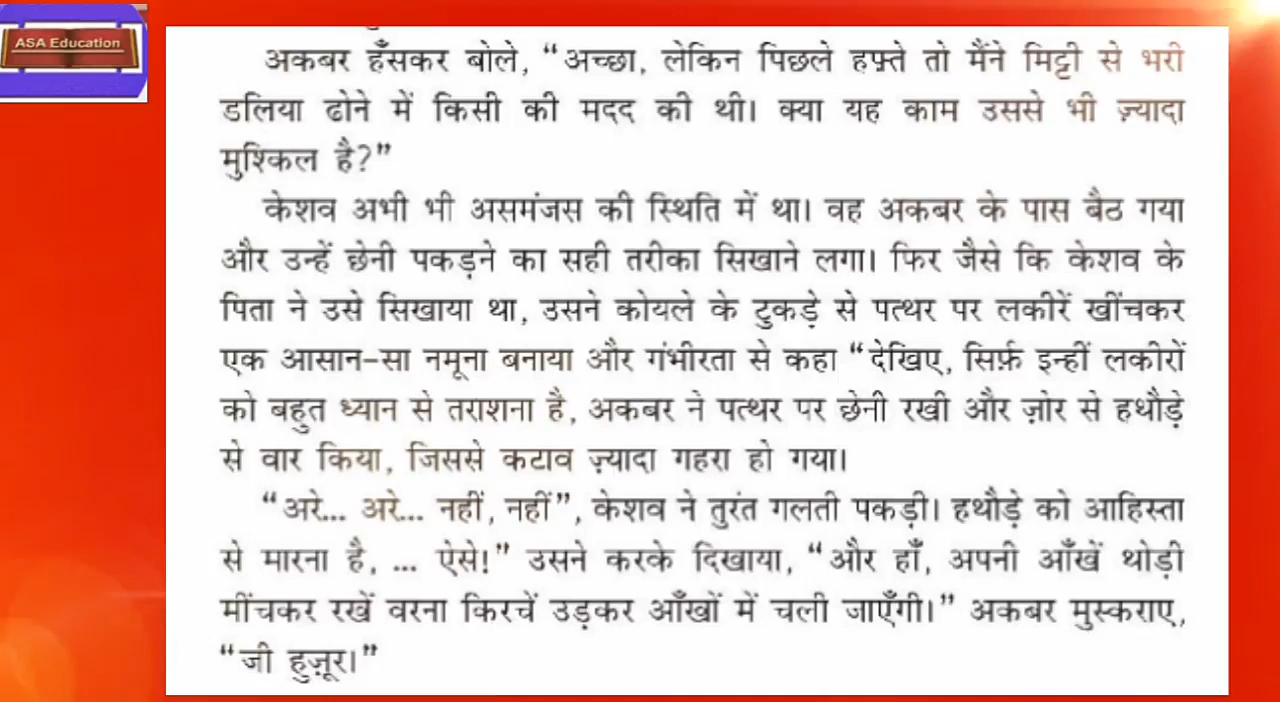 ASA Education
अकबर हँसकर बोले, “अच्छा, लेकिन पिछले हफ़्ते तो मैंने मिट्टी से भरी
डलिया ढोने में किसी की मदद की थी। क्या यह काम उससे भी ज़्यादा
मुश्किल है?”
केशव अभी भी असमंजस की स्थिति में था। वह अकबर के पास बैठ गया
और उन्हें छेनी पकड़ने का सही तरीका सिखाने लगा। फिर जैसे कि केशव के
पिता ने उसे सिखाया था, उसने कोयले के टुकड़े से पत्थर पर लकीरें खींचकर
एक आसान-सा नमूना बनाया और गंभीरता से कहा “देखिए, सिर्फ़ इन्हीं लकीरों
को बहुत ध्यान से तराशना है, अकबर ने पत्थर पर छेनी रखी और ज़ोर से हथौड़े
से वार किया, जिससे कटाव ज़्यादा गहरा हो गया।
“अरे... अरे... नहीं, नहीं”, केशव ने तुरंत गलती पकड़ी। हथौड़े को आहिस्ता
से मारना है, ... ऐसे!” उसने करके दिखाया, “और हाँ, अपनी आँखें थोड़ी
मींचकर रखें वरना किरचें उड़कर आँखों में चली जाएँगी।” अकबर मुस्कराए,
“जी हुज़ूर।”